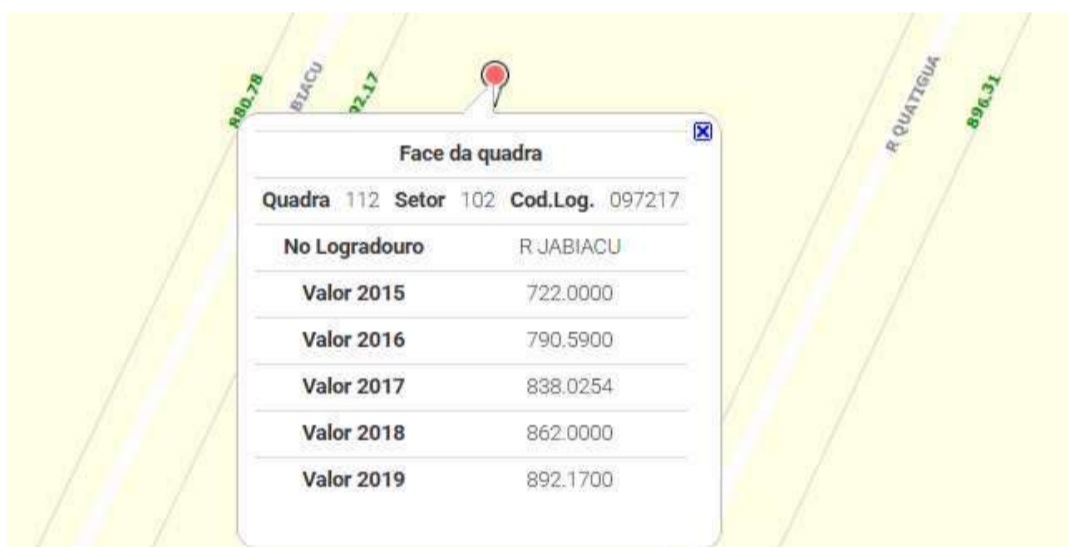 880.78
BIACU
92.17
R QUATIGUA
896.31
Face da quadra
Quadra 112 Setor 102 Cod.Log. 097217
No Logradouro R JABIACU
Valor 2015 722.0000
Valor 2016 790.5900
Valor 2017 838.0254
Valor 2018 862.0000
Valor 2019 892.1700